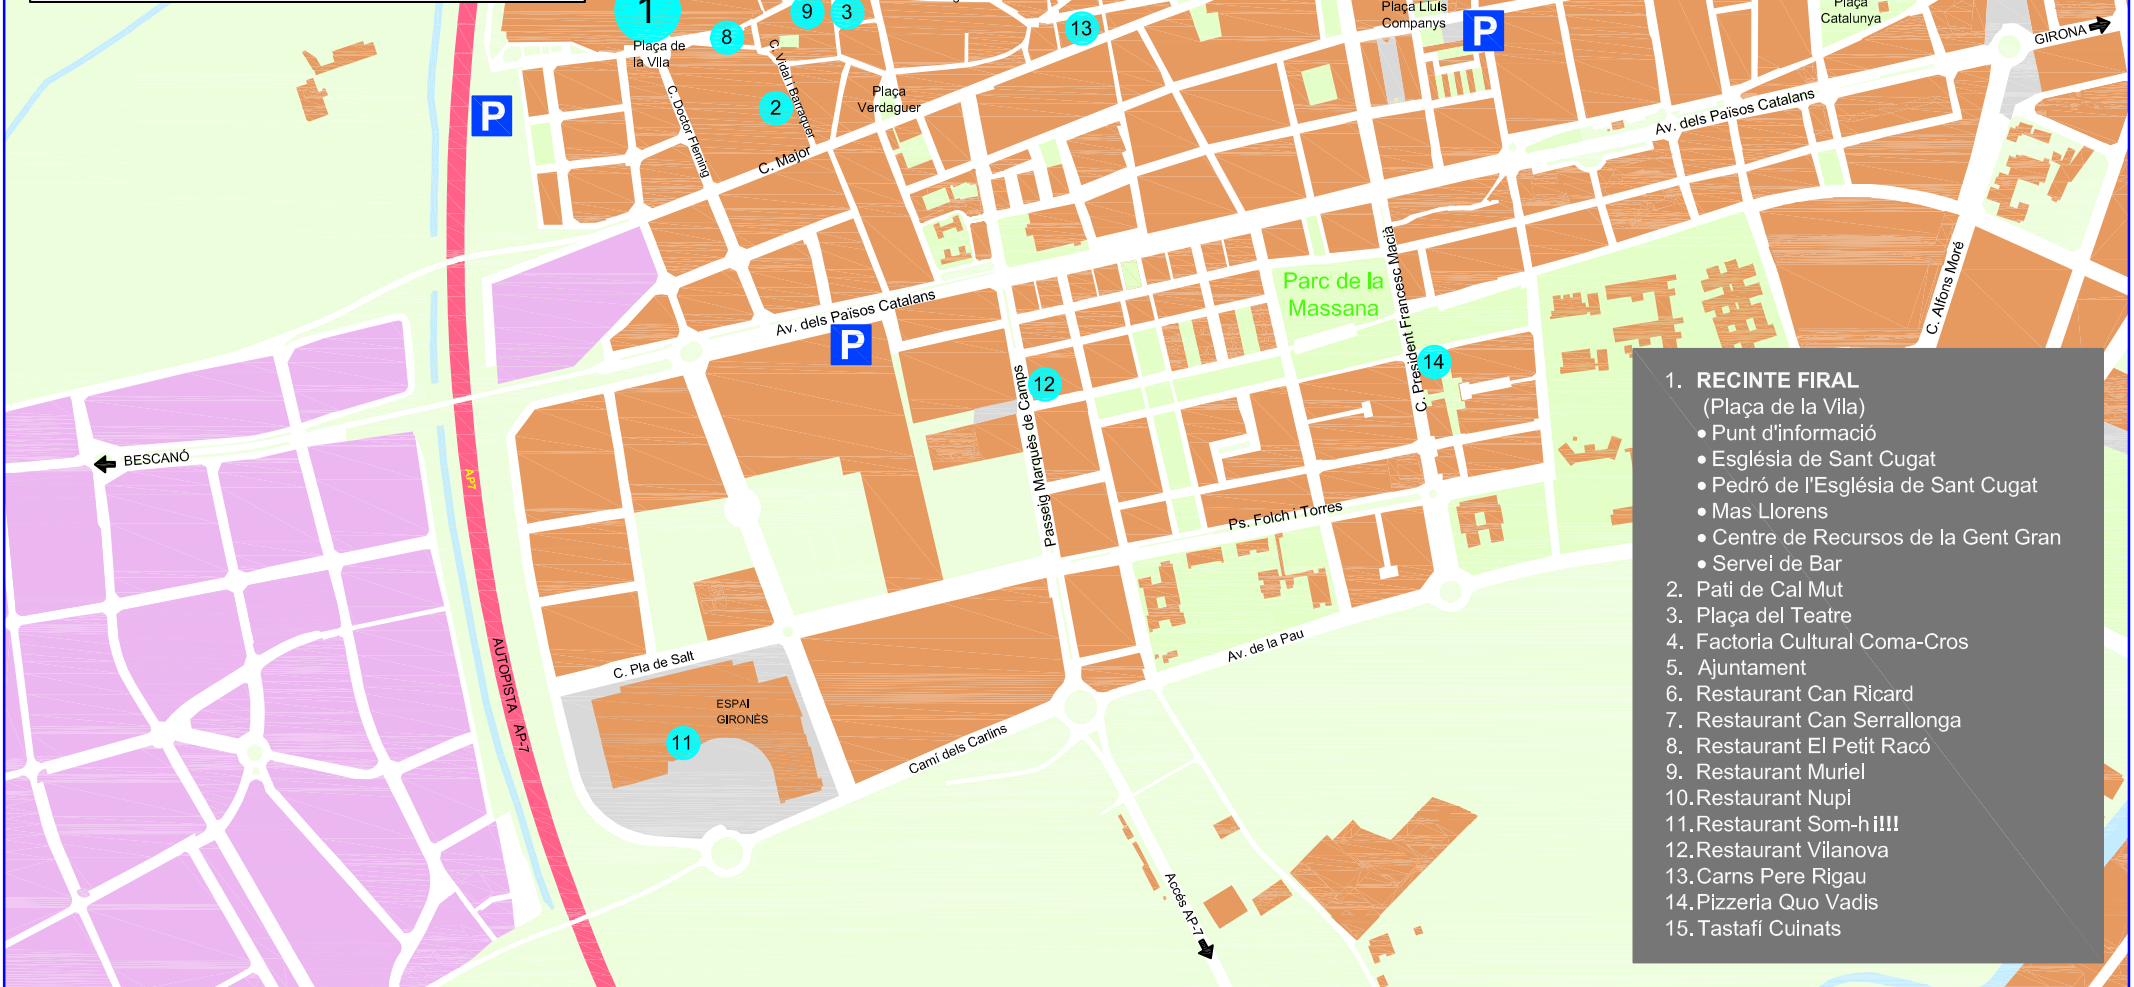 1
9
3
8
13
Plaça de
la Vila
C. Vidal i Barraquer
Plaça Lluís
Companys
P
Plaça
Catalunya
GIRONA
P
2
Plaça
Verdaguer
C. Doctor Fleming
C. Major
Av. dels Països Catalans
C. Alfons Moré
Parc de la
Massana
C. President Francesc Macià
Av. dels Països Catalans
P
12
14
Passeig Marquès de Camps
BESCANÓ
AP7
Ps. Folch i Torres
AUTOPISTA AP-7
C. Pla de Salt
Av. de la Pau
ESPAI
GIRONÈS
11
Camí dels Carlins
Accés AP-7
1. RECINTE FIRAL
(Plaça de la Vila)
• Punt d'informació
• Església de Sant Cugat
• Pedró de l'Església de Sant Cugat
• Mas Llorens
• Centre de Recursos de la Gent Gran
• Servei de Bar
2. Pati de Cal Mut
3. Plaça del Teatre
4. Factoria Cultural Coma-Cros
5. Ajuntament
6. Restaurant Can Ricard
7. Restaurant Can Serrallonga
8. Restaurant El Petit Racó
9. Restaurant Muriel
10. Restaurant Nupi
11. Restaurant Som-hi!!!
12. Restaurant Vilanova
13. Carns Pere Rigau
14. Pizzeria Quo Vadis
15. Tastafí Cuinats